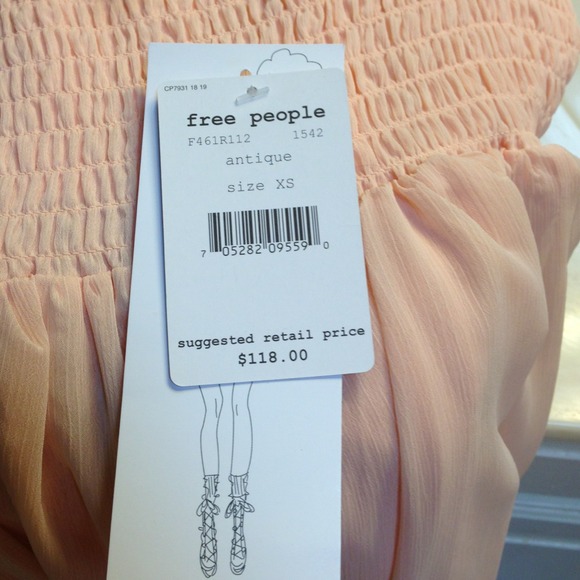 CP7931 18 19
free people
F461R112 1542
antique
size XS
7 05282 09559 0
suggested retail price
$118.00